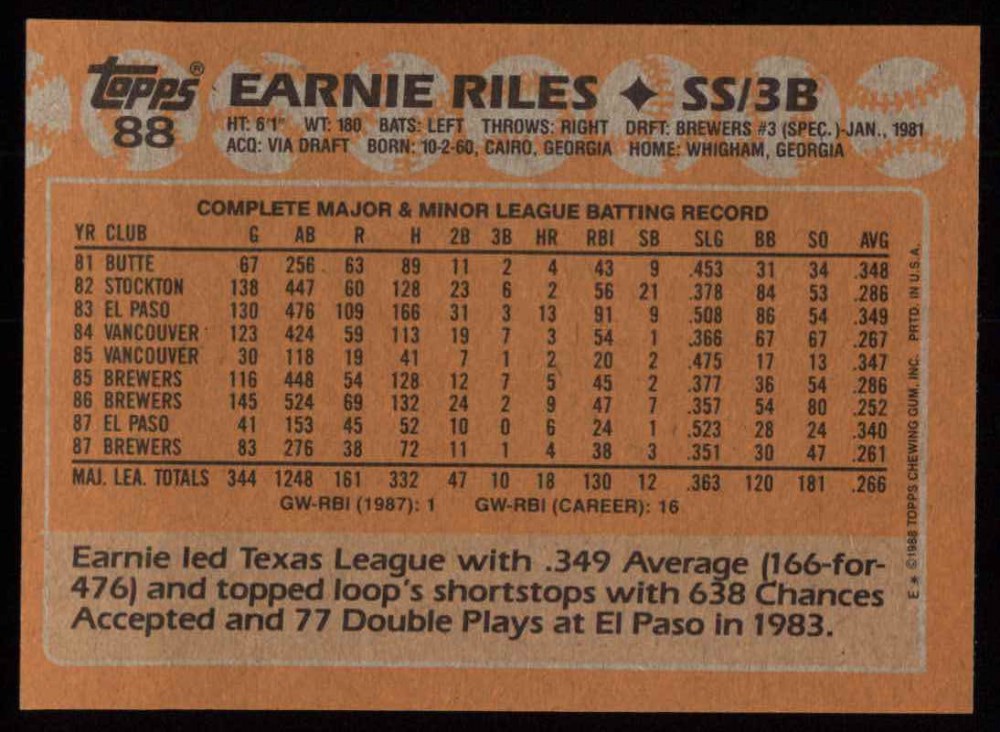 topps® EARNIE RILES ✦ SS/3B
88 HT: 6'1" WT: 180 BATS: LEFT THROWS: RIGHT DRFT: BREWERS #3 (SPEC.)-JAN., 1981
ACQ: VIA DRAFT BORN: 10-2-60, CAIRO, GEORGIA HOME: WHIGHAM, GEORGIA
COMPLETE MAJOR & MINOR LEAGUE BATTING RECORD
YR CLUB G AB R H 2B 3B HR RBI SB SLG BB SO AVG
81 BUTTE 67 256 63 89 11 2 4 43 9 .453 31 34 .348
82 STOCKTON 138 447 60 128 23 6 2 56 21 .378 84 53 .286
83 EL PASO 130 476 109 166 31 3 13 91 9 .508 86 54 .349
84 VANCOUVER 123 424 59 113 19 7 3 54 1 .366 67 67 .267
85 VANCOUVER 30 118 19 41 7 1 2 20 2 .475 17 13 .347
85 BREWERS 116 448 54 128 12 7 5 45 2 .377 36 54 .286
86 BREWERS 145 524 69 132 24 2 9 47 7 .357 54 80 .252
87 EL PASO 41 153 45 52 10 0 6 24 1 .523 28 24 .340
87 BREWERS 83 276 38 72 11 1 4 38 3 .351 30 47 .261
MAJ. LEA. TOTALS 344 1248 161 332 47 10 18 130 12 .363 120 181 .266
GW-RBI (1987): 1 GW-RBI (CAREER): 16
Earnie led Texas League with .349 Average (166-for-
476) and topped loop's shortstops with 638 Chances
Accepted and 77 Double Plays at El Paso in 1983.
E✶ ©1988 TOPPS CHEWING GUM, INC. PRTD. IN U.S.A.